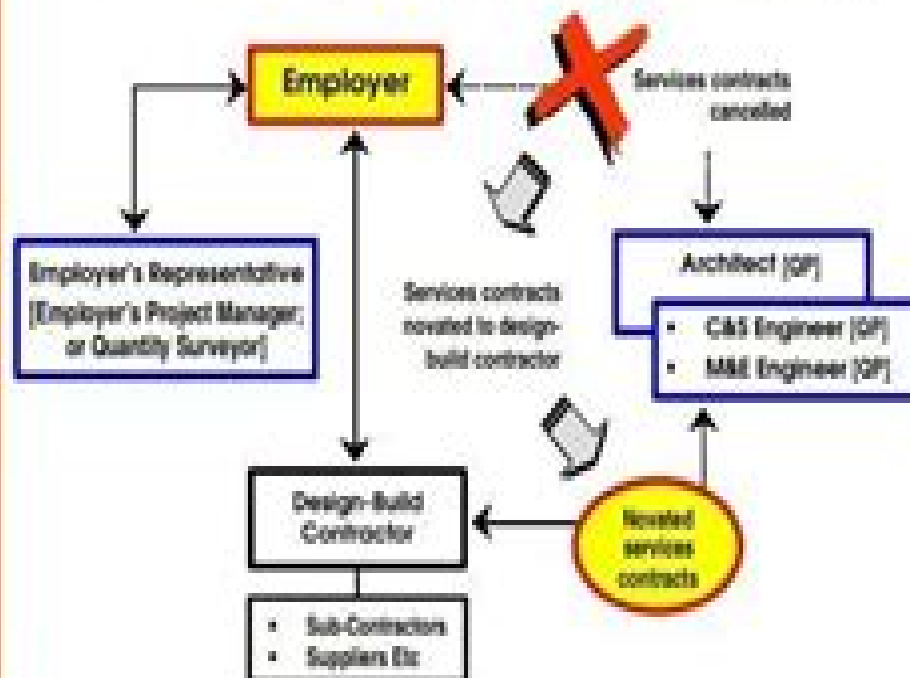 Employer
Services contracts
cancelled
Employer's Representative
[Employer's Project Manager;
or Quantity Surveyor]
Services contracts
novated to design-
build contractor
Architect [QP]
• C&S Engineer [QP]
• M&E Engineer [QP]
Design-Build
Contractor
Novated
services
contracts
• Sub-Contractors
• Suppliers Etc